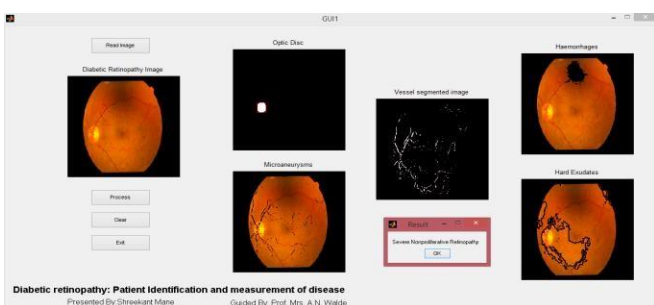 GUI1
Read Image
Diabetic Retinopathy Image
Optic Disc
Haemorrhages
Vessel segmented image
Microaneurysms
Hard Exudates
Process
Clear
Exit
Result
Severe Nonproliferative Retinopathy
OK
Diabetic retinopathy: Patient Identification and measurement of disease
Presented By:Shreekant Mane
Guided By: Prof. Mrs. A.N. Walde